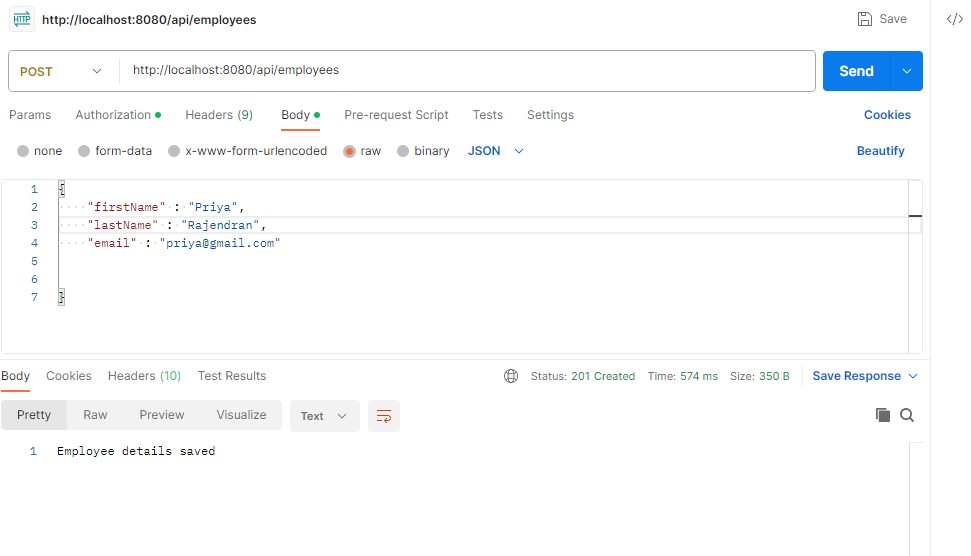 HTTP http://localhost:8080/api/employees Save </>
POST http://localhost:8080/api/employees Send
Params Authorization Headers (9) Body Pre-request Script Tests Settings Cookies
none form-data x-www-form-urlencoded raw binary JSON Beautify
1 {
2 "firstName" : "Priya",
3 "lastName" : "Rajendran",
4 "email" : "priya@gmail.com"
5
6
7 }
Body Cookies Headers (10) Test Results Status: 201 Created Time: 574 ms Size: 350 B Save Response
Pretty Raw Preview Visualize Text
1 Employee details saved